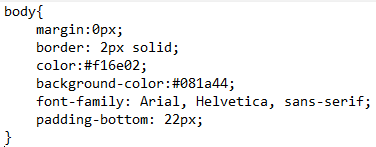 body{
    margin:0px;
    border: 2px solid;
    color:#f16e02;
    background-color:#081a44;
    font-family: Arial, Helvetica, sans-serif;
    padding-bottom: 22px;
}